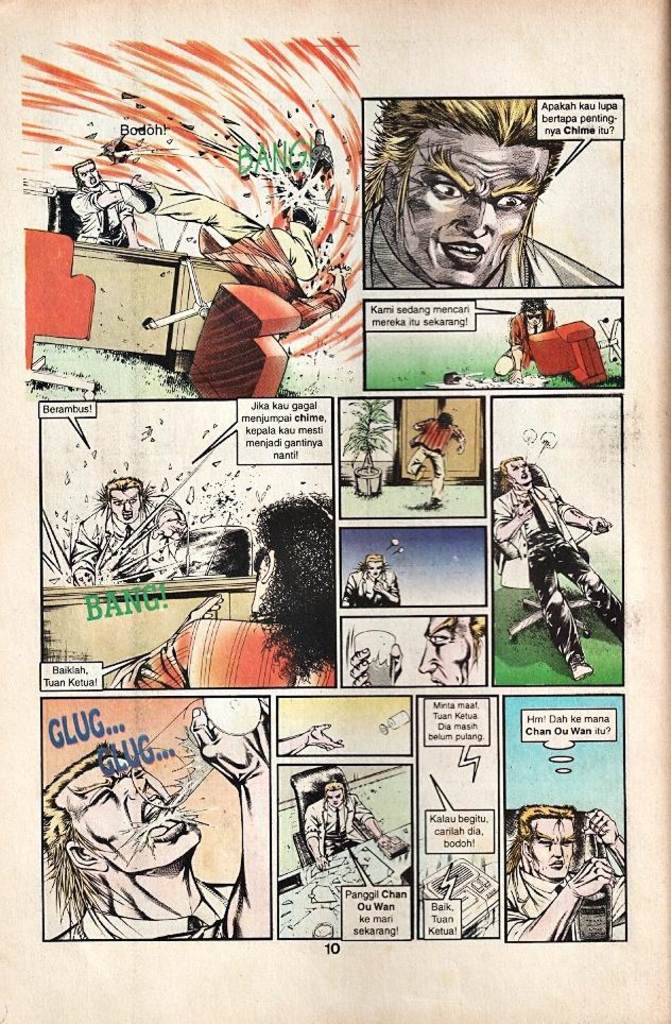 Bodoh!
BANG!
Apakah kau lupa
bertapa penting-
nya Chime itu?
Kami sedang mencari
mereka itu sekarang!
Berambus!
Jika kau gagal
menjumpai chime,
kepala kau mesti
menjadi gantinya
nanti!
BANG!
Baiklah,
Tuan Ketua!
GLUG...
GLUG...
Panggil Chan
Ou Wan
ke mari
sekarang!
Minta maaf,
Tuan Ketua.
Dia masih
belum pulang.
Kalau begitu,
carilah dia,
bodoh!
Baik,
Tuan
Ketua!
Hm! Dah ke mana
Chan Ou Wan itu?
10